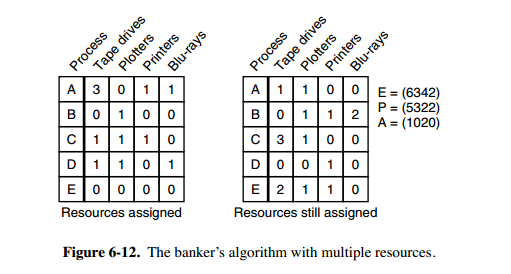 Process Tape drives Plotters Printers Blu-rays
A 3 0 1 1
B 0 1 0 0
C 1 1 1 0
D 1 1 0 1
E 0 0 0 0
Resources assigned
Process Tape drives Plotters Printers Blu-rays
A 1 1 0 0
B 0 1 1 2
C 3 1 0 0
D 0 0 1 0
E 2 1 1 0
Resources still assigned
E = (6342)
P = (5322)
A = (1020)
Figure 6-12. The banker's algorithm with multiple resources.